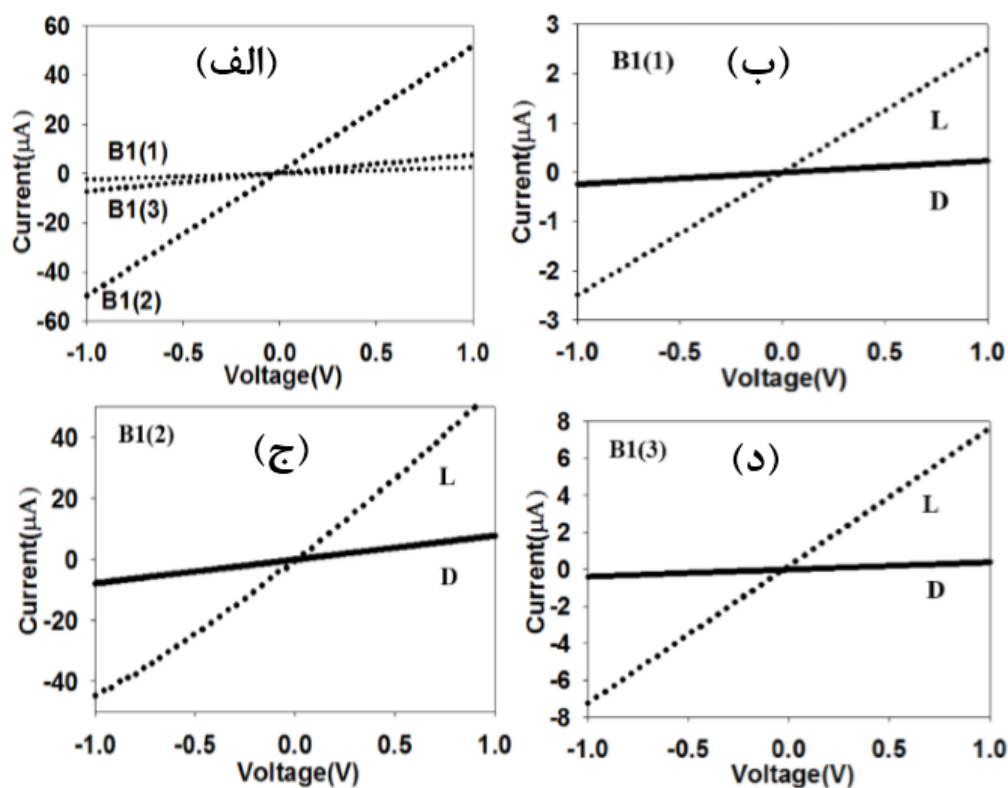 (الف)
60
40
20
0
-20
-40
-60
Current(μA)
B1(1)
B1(3)
B1(2)
-1.0 -0.5 0.0 0.5 1.0
Voltage(V)
B1(1) (ب)
3
2
1
0
-1
-2
-3
Current(μA)
L
D
-1.0 -0.5 0.0 0.5 1.0
Voltage(V)
B1(2) (ج)
40
20
0
-20
-40
Current(μA)
L
D
-1.0 -0.5 0.0 0.5 1.0
Voltage(V)
B1(3) (د)
8
6
4
2
0
-2
-4
-6
-8
Current(μA)
L
D
-1.0 -0.5 0.0 0.5 1.0
Voltage(V)